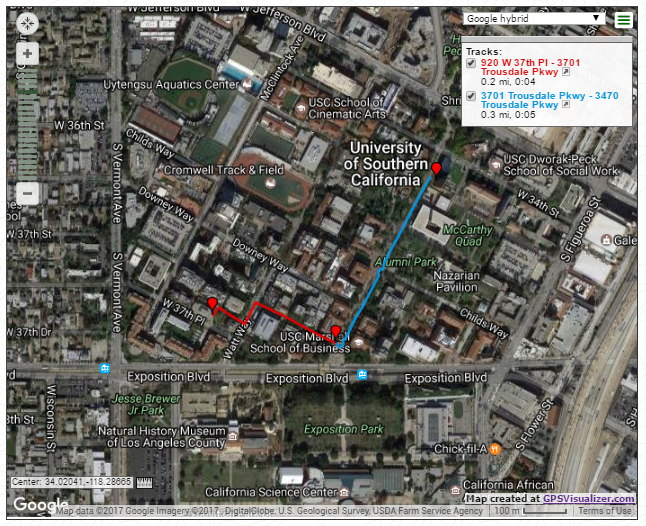 W Jefferson Blvd
W Jefferson Blvd
Google hybrid
Tracks:
920 W 37th Pl - 3701
Trousdale Pkwy
0.2 mi, 0:04
3701 Trousdale Pkwy - 3470
Trousdale Pkwy
0.3 mi, 0:05
McClintock Ave
Uytengsu Aquatics Center
USC School of
Cinematic Arts
W 36th St
Childs Way
S Vermont Ave
University
of Southern
California
USC Dworak-Peck
School of Social Work
Cromwell Track & Field
W 34th St
Downey Way
S Figueroa St
W 37th St
McCarthy
Quad
Downey Way
Alumni Park
Nazarian
Pavilion
S Vermont Ave
W 37th Pl
Childs Way
W 37th Dr
Watt Way
USC Marshall
School of Business
Exposition Blvd
Exposition Blvd
Exposition Blvd
Wisconsin St
Jesse Brewer
Jr.Park
Natural History Museum
of Los Angeles County
Exposition Park
S Flower St
Chick-fil-A
California Science Center
California African
Center: 34.02041,-118.28665
Map created at GPSVisualizer.com
Google
Map data ©2017 Google Imagery ©2017, DigitalGlobe, U.S. Geological Survey, USDA Farm Service Agency
100 m
Terms of Use